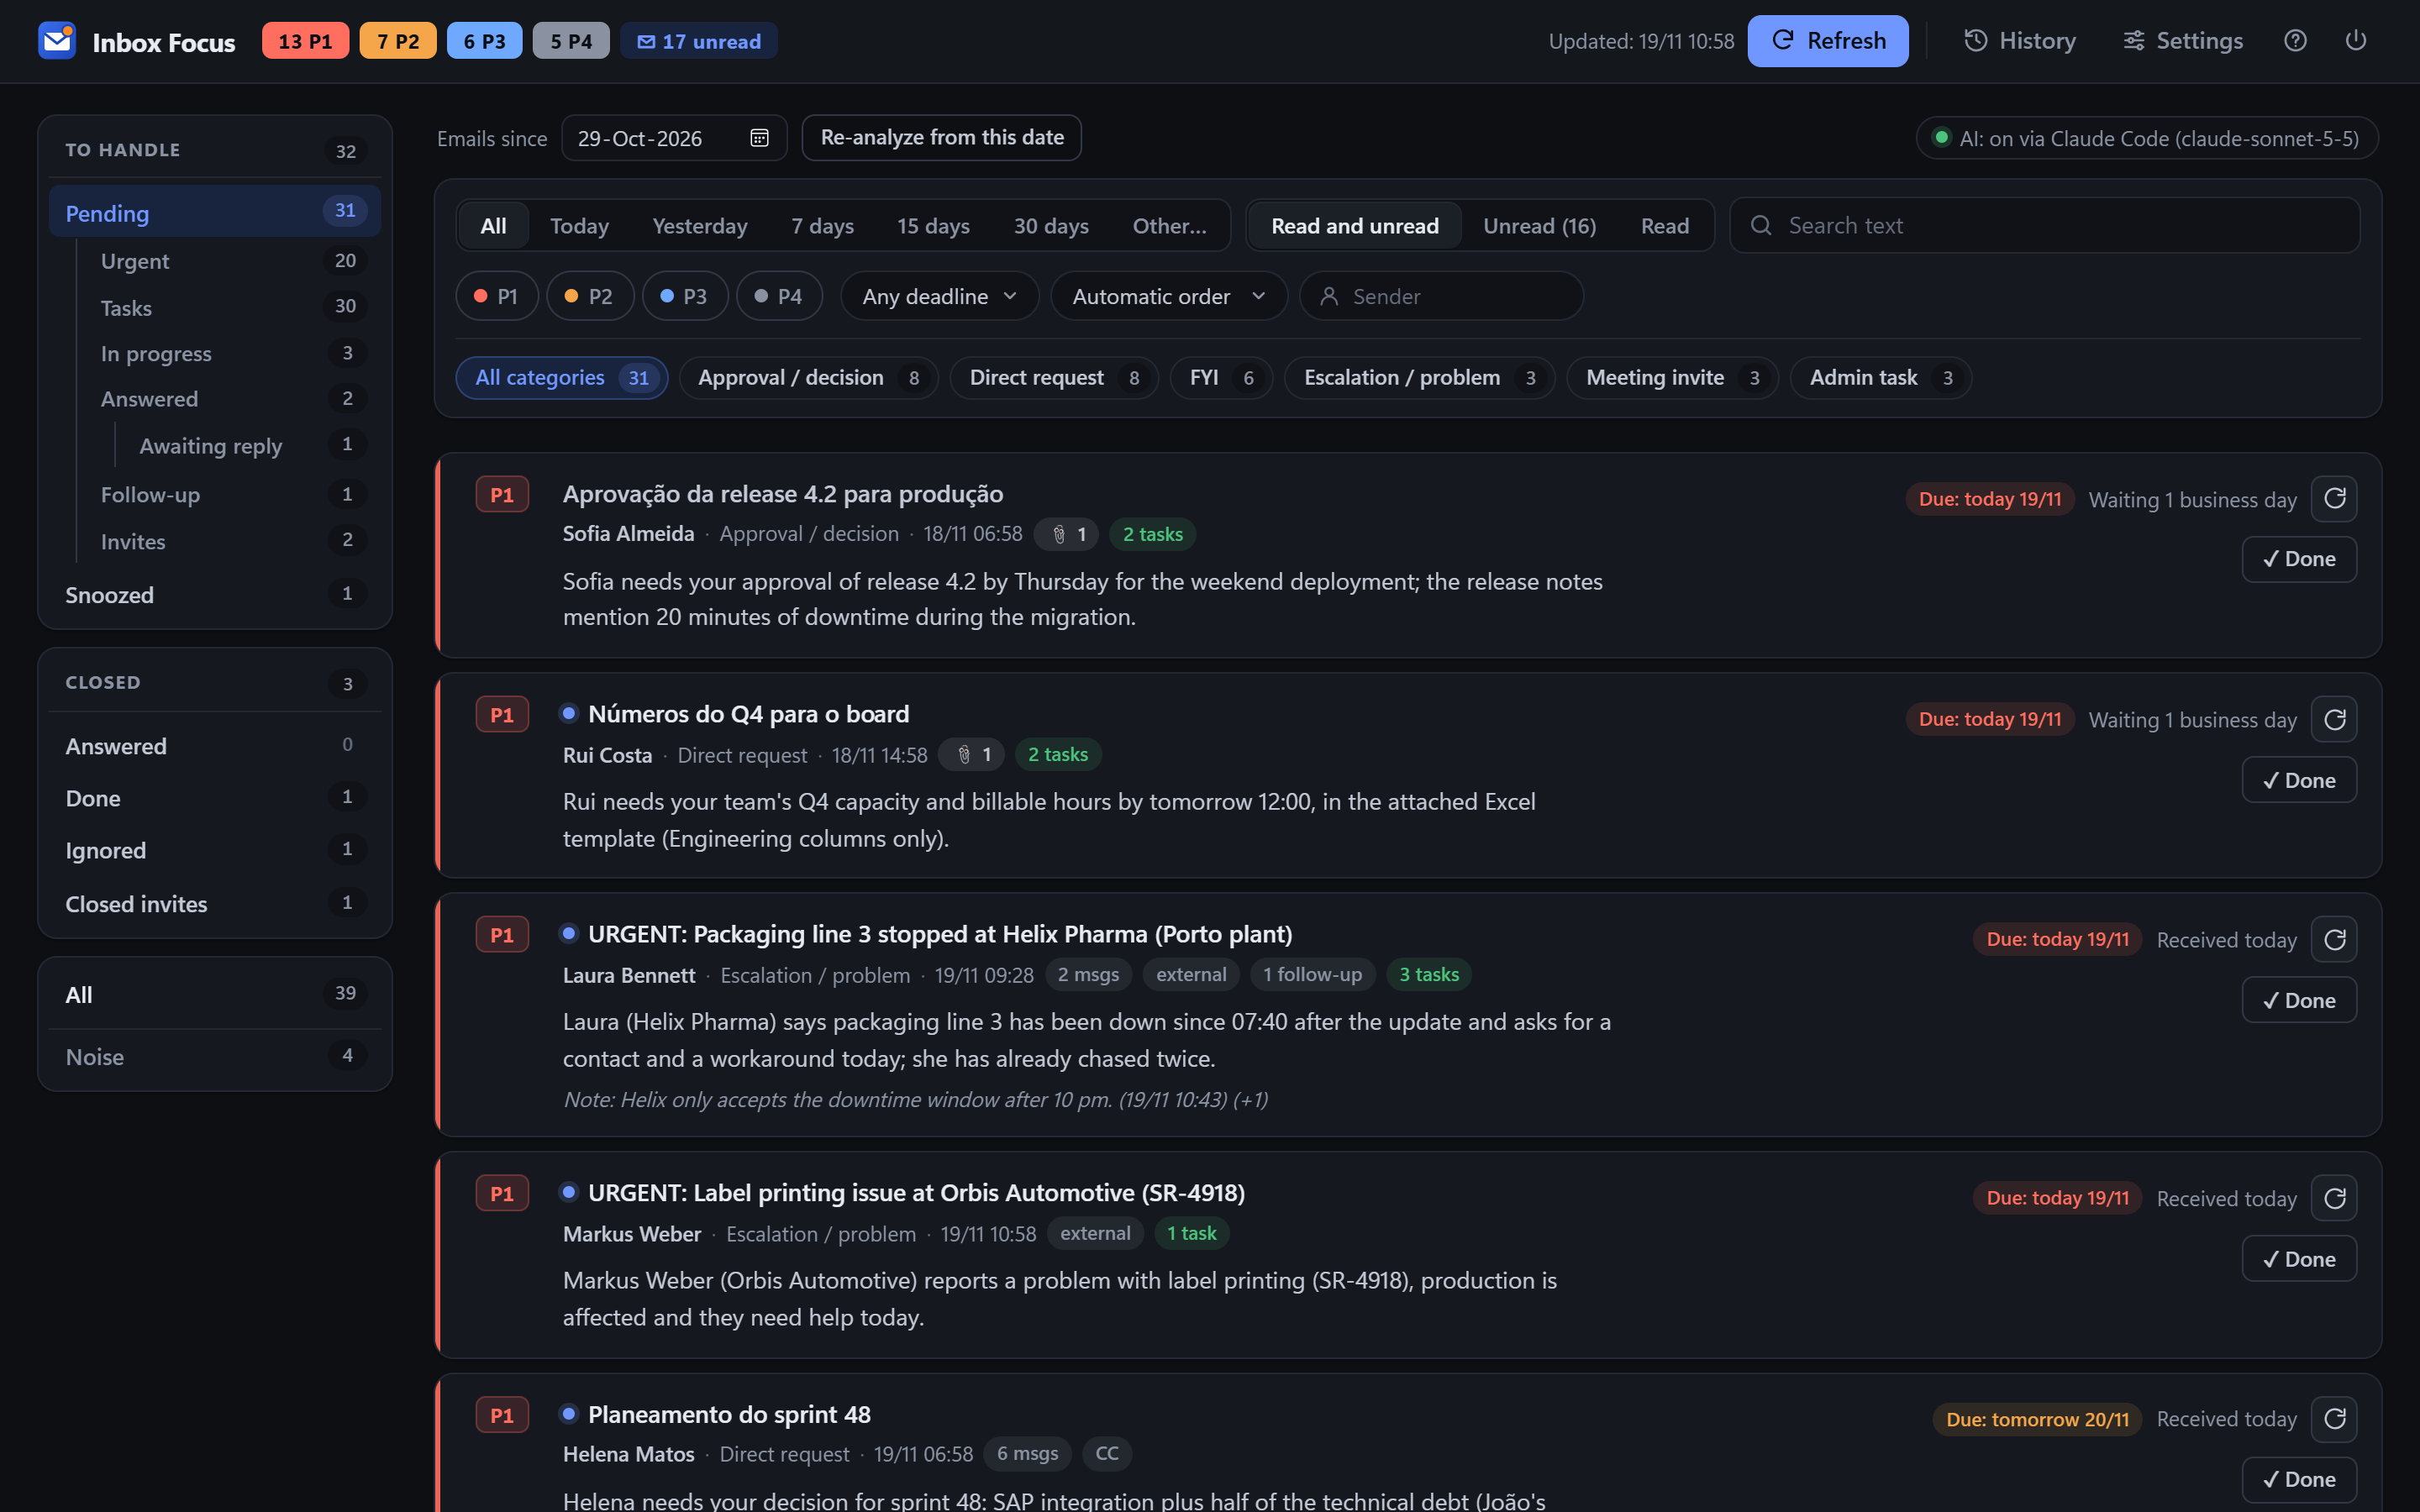 Inbox Focus
13 P1
7 P2
6 P3
5 P4
17 unread
Updated: 19/11 10:58
Refresh
History
Settings
TO HANDLE 32
Pending 31
Urgent 20
Tasks 30
In progress 3
Answered 2
Awaiting reply 1
Follow-up 1
Invites 2
Snoozed 1
CLOSED 3
Answered 0
Done 1
Ignored 1
Closed invites 1
All 39
Noise 4
Emails since 29-Oct-2026 Re-analyze from this date
AI: on via Claude Code (claude-sonnet-5-5)
All Today Yesterday 7 days 15 days 30 days Other...
Read and unread Unread (16) Read
Search text
P1 P2 P3 P4 Any deadline Automatic order Sender
All categories 31 Approval / decision 8 Direct request 8 FYI 6 Escalation / problem 3 Meeting invite 3 Admin task 3
P1 Aprovação da release 4.2 para produção
Due: today 19/11 Waiting 1 business day
Sofia Almeida · Approval / decision · 18/11 06:58 1 2 tasks
✓ Done
Sofia needs your approval of release 4.2 by Thursday for the weekend deployment; the release notes
mention 20 minutes of downtime during the migration.
P1 Números do Q4 para o board
Due: today 19/11 Waiting 1 business day
Rui Costa · Direct request · 18/11 14:58 1 2 tasks
✓ Done
Rui needs your team's Q4 capacity and billable hours by tomorrow 12:00, in the attached Excel
template (Engineering columns only).
P1 URGENT: Packaging line 3 stopped at Helix Pharma (Porto plant)
Due: today 19/11 Received today
Laura Bennett · Escalation / problem · 19/11 09:28 2 msgs external 1 follow-up 3 tasks
✓ Done
Laura (Helix Pharma) says packaging line 3 has been down since 07:40 after the update and asks for a
contact and a workaround today; she has already chased twice.
Note: Helix only accepts the downtime window after 10 pm. (19/11 10:43) (+1)
P1 URGENT: Label printing issue at Orbis Automotive (SR-4918)
Due: today 19/11 Received today
Markus Weber · Escalation / problem · 19/11 10:58 external 1 task
✓ Done
Markus Weber (Orbis Automotive) reports a problem with label printing (SR-4918), production is
affected and they need help today.
P1 Planeamento do sprint 48
Due: tomorrow 20/11 Received today
Helena Matos · Direct request · 19/11 06:58 6 msgs CC
✓ Done
Helena needs your decision for sprint 48: SAP integration plus half of the technical debt (João's